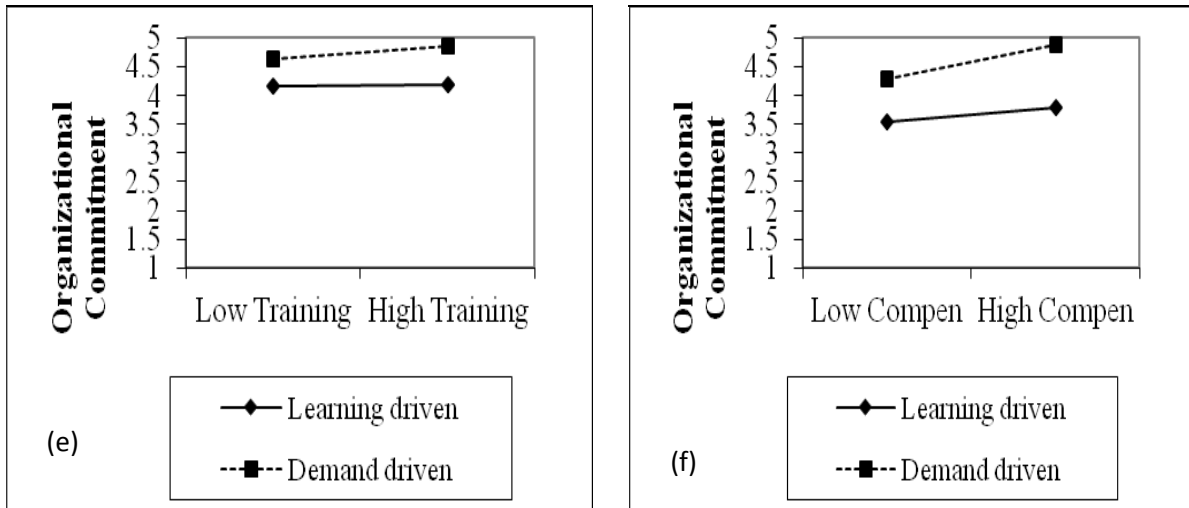 Organizational
Commitment
5
4.5
4
3.5
3
2.5
2
1.5
1
Low Training
High Training
Learning driven
Demand driven
(e)
Organizational
Commitment
5
4.5
4
3.5
3
2.5
2
1.5
1
Low Compen
High Compen
Learning driven
Demand driven
(f)